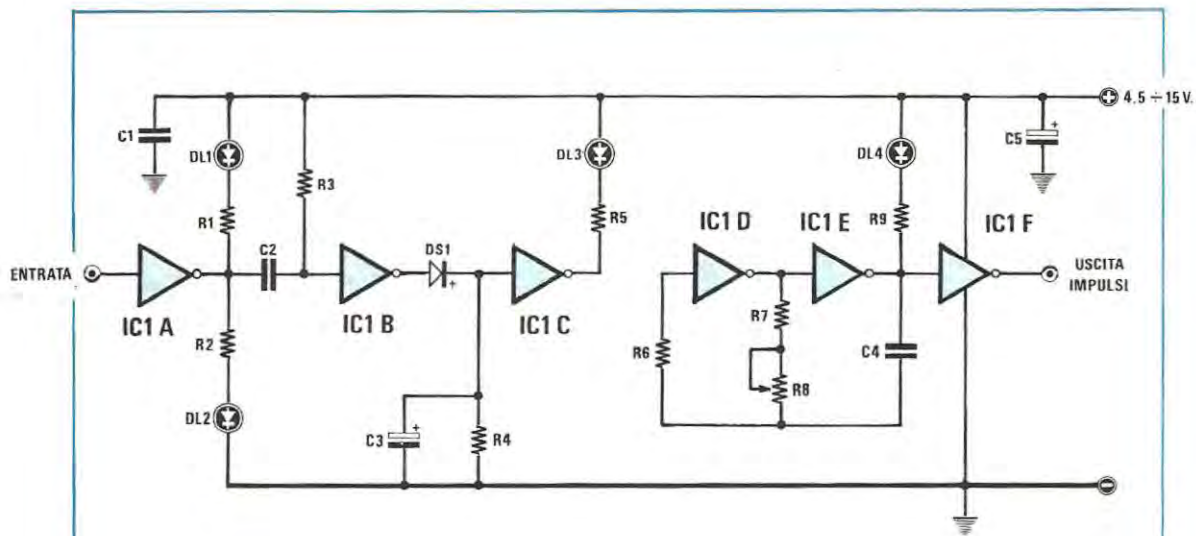 4.5 ÷ 15 V.
C1
DL1
R1
R3
C2
DL3
R5
DL4
R9
C5
+
ENTRATA
IC1 A
IC1 B
DS1
+
IC1 C
IC1 D
IC1 E
IC1 F
USCITA
IMPULSI
R2
DL2
C3
+
R4
R6
R7
R8
C4